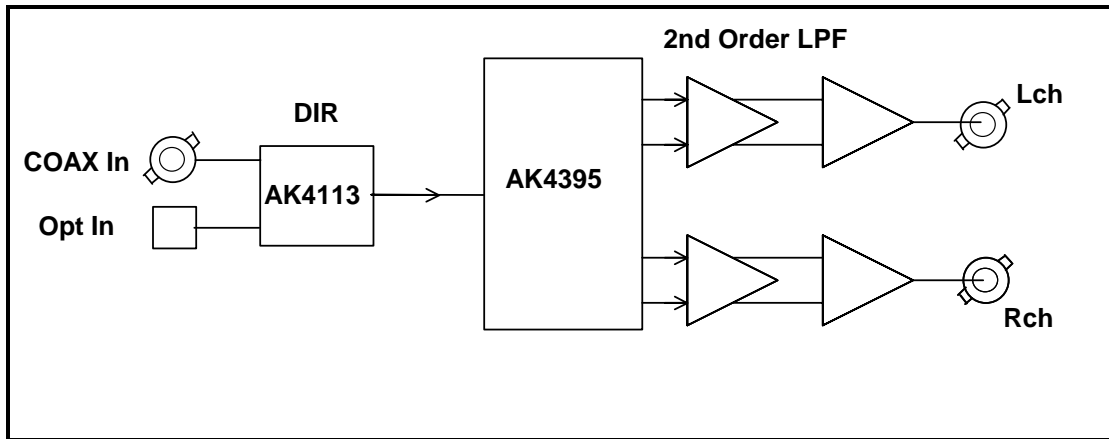 2nd Order LPF
Lch
DIR
COAX In
AK4113
AK4395
Opt In
Rch